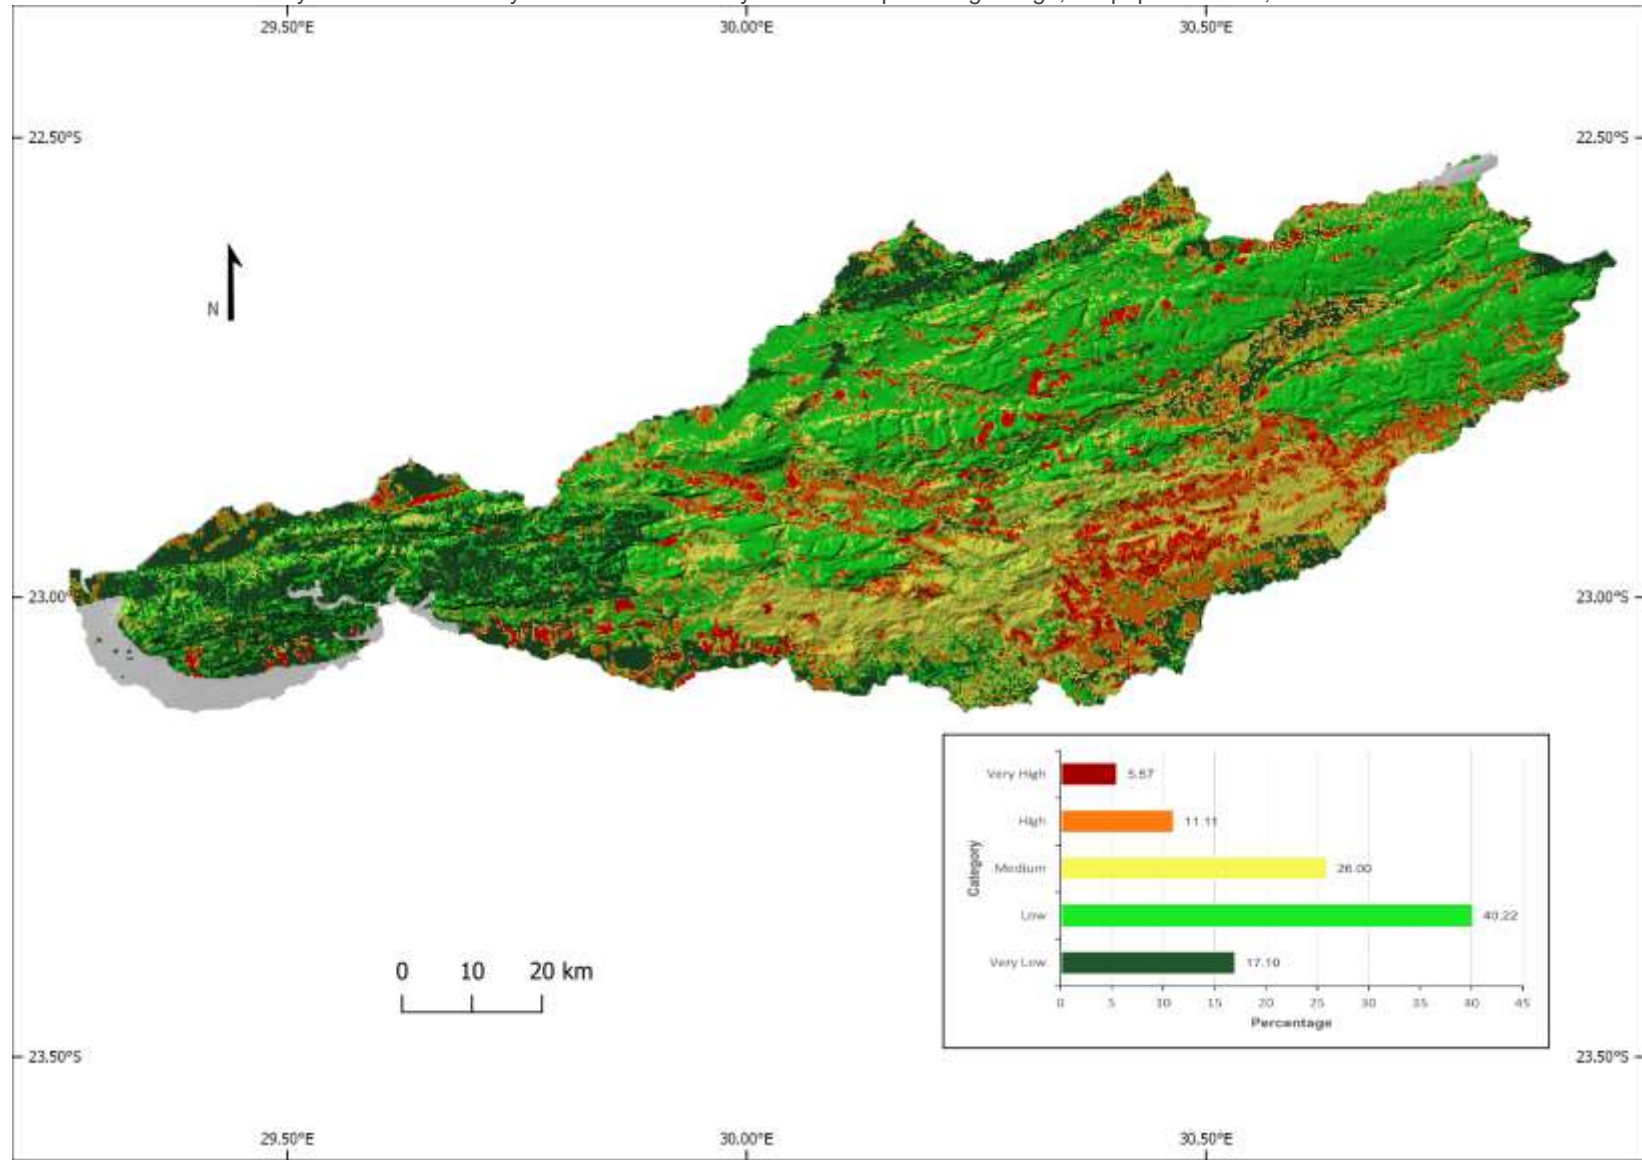 29.50°E 30.00°E 30.50°E
22.50°S 22.50°S
N
23.00°S 23.00°S
Very High 5.57
High 11.11
Category
Medium 26.00
Low 40.22
Very Low 17.10
0 5 10 15 20 25 30 35 40 45
Percentage
0 10 20 km
23.50°S 23.50°S
29.50°E 30.00°E 30.50°E